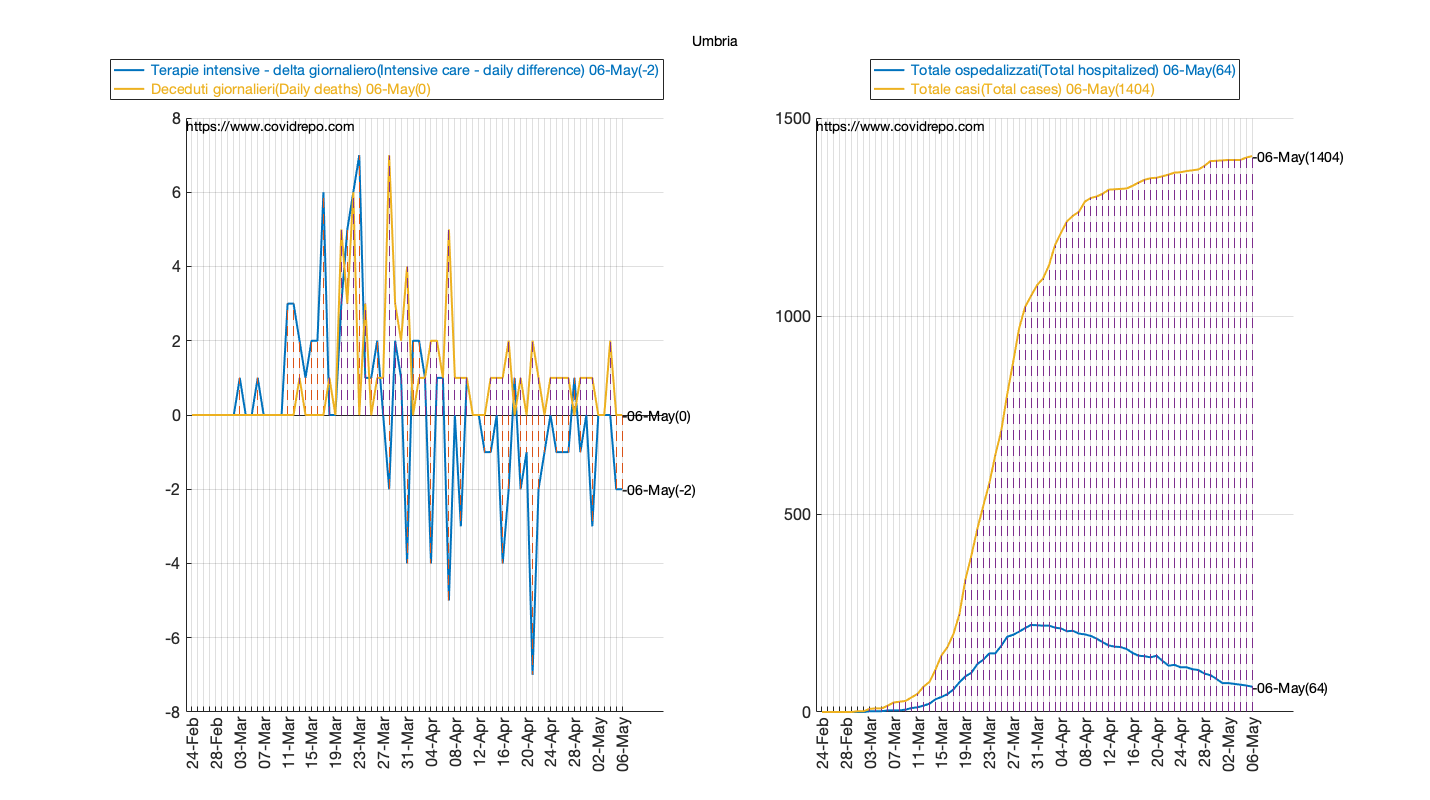 Umbria
Terapie intensive - delta giornaliero(Intensive care - daily difference) 06-May(-2)
Deceduti giornalieri(Daily deaths) 06-May(0)
https://www.covidrepo.com
8
6
4
2
0
-2
-4
-6
-8
06-May(0)
06-May(-2)
24-Feb
28-Feb
03-Mar
07-Mar
11-Mar
15-Mar
19-Mar
23-Mar
27-Mar
31-Mar
04-Apr
08-Apr
12-Apr
16-Apr
20-Apr
24-Apr
28-Apr
02-May
06-May
Totale ospedalizzati(Total hospitalized) 06-May(64)
Totale casi(Total cases) 06-May(1404)
https://www.covidrepo.com
1500
1000
500
0
06-May(1404)
06-May(64)
24-Feb
28-Feb
03-Mar
07-Mar
11-Mar
15-Mar
19-Mar
23-Mar
27-Mar
31-Mar
04-Apr
08-Apr
12-Apr
16-Apr
20-Apr
24-Apr
28-Apr
02-May
06-May